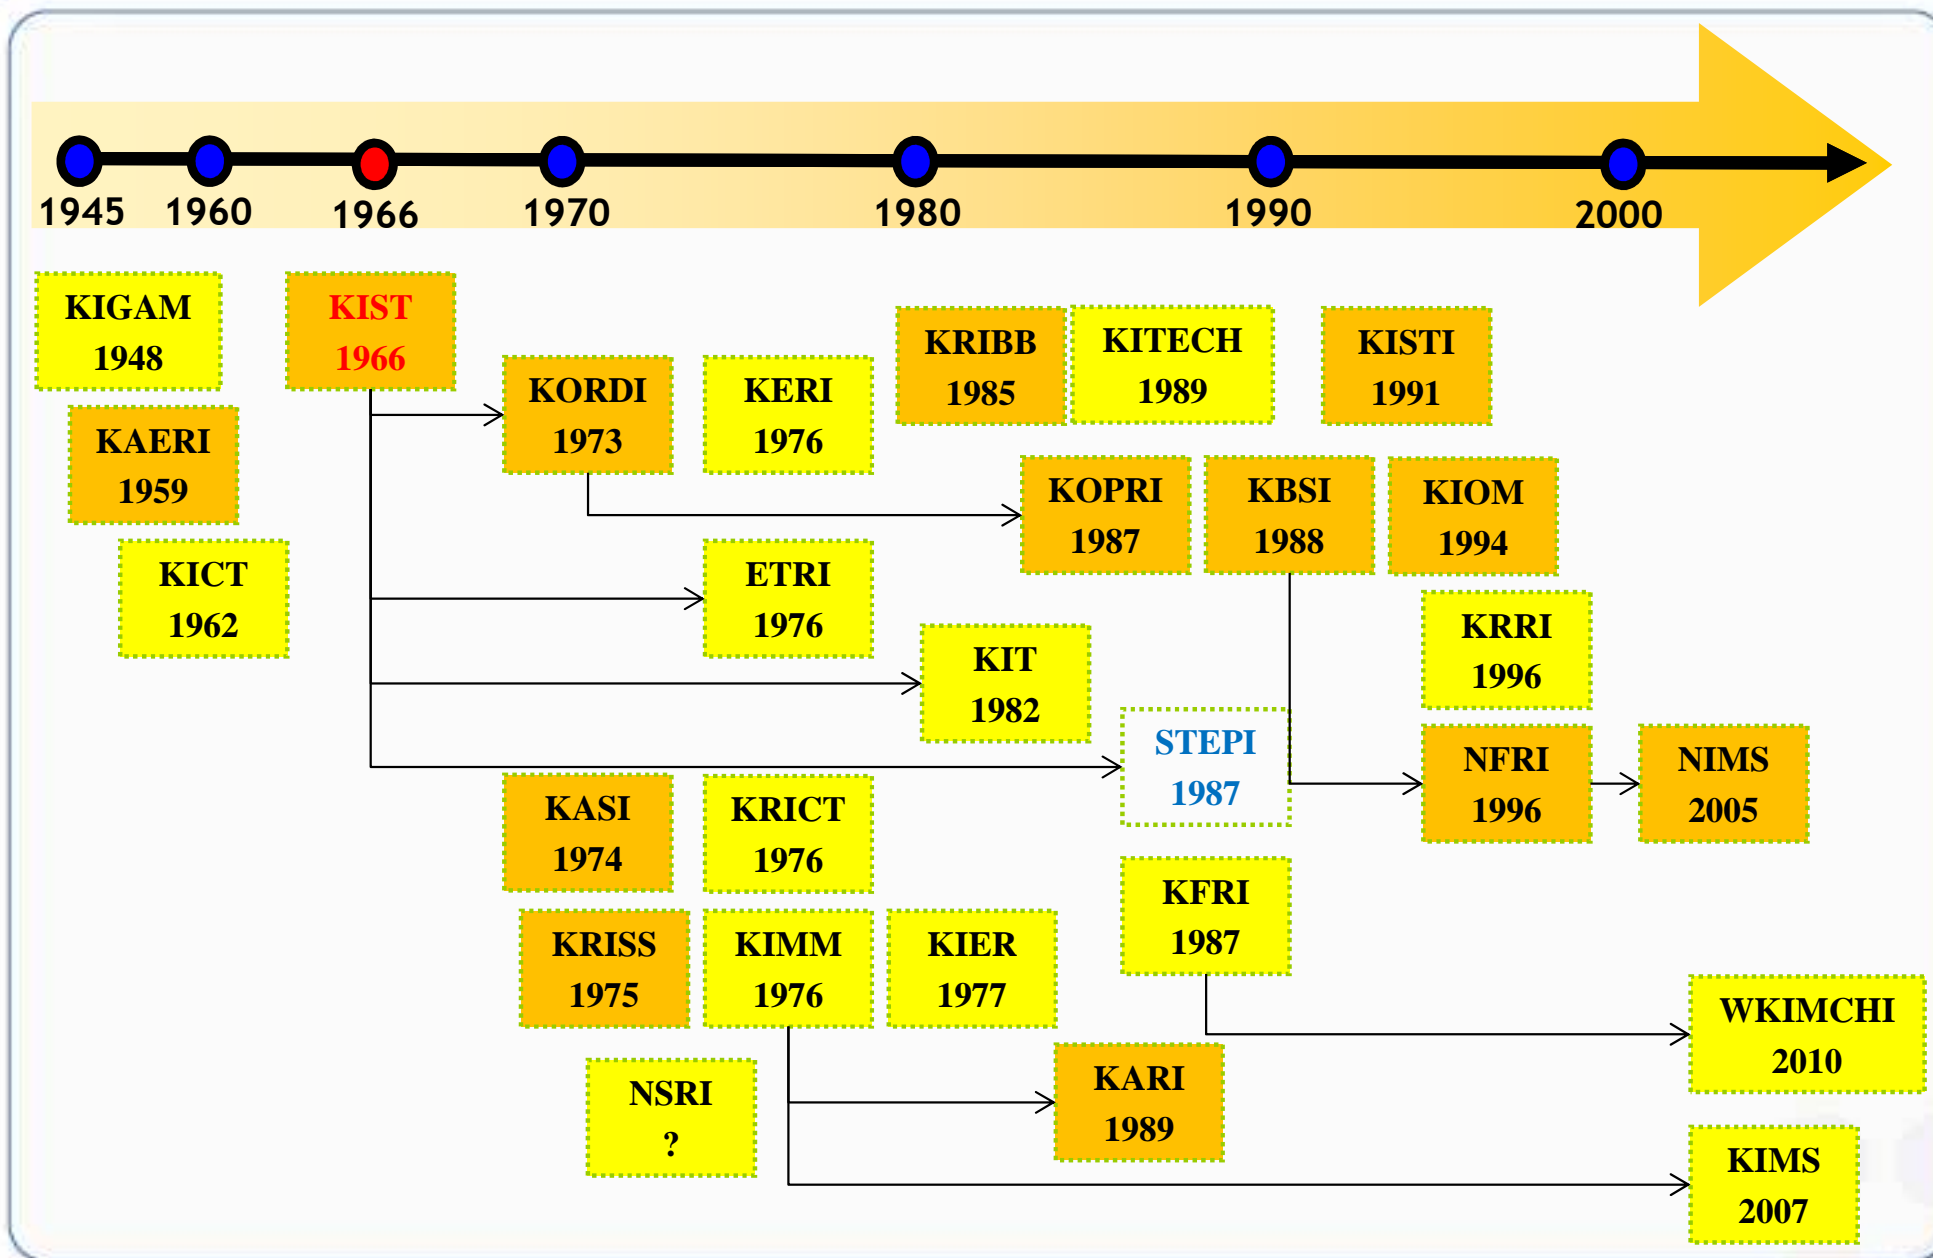 1945
1960
1966
1970
1980
1990
2000
KIGAM
1948
KIST
1966
KRIBB
1985
KITECH
1989
KISTI
1991
KORDI
1973
KERI
1976
KAERI
1959
KOPRI
1987
KBSI
1988
KIOM
1994
KICT
1962
ETRI
1976
KRRI
1996
KIT
1982
STEPI
1987
NFRI
1996
NIMS
2005
KASI
1974
KRICT
1976
KFRI
1987
KRISS
1975
KIMM
1976
KIER
1977
WKIMCHI
2010
NSRI
?
KARI
1989
KIMS
2007